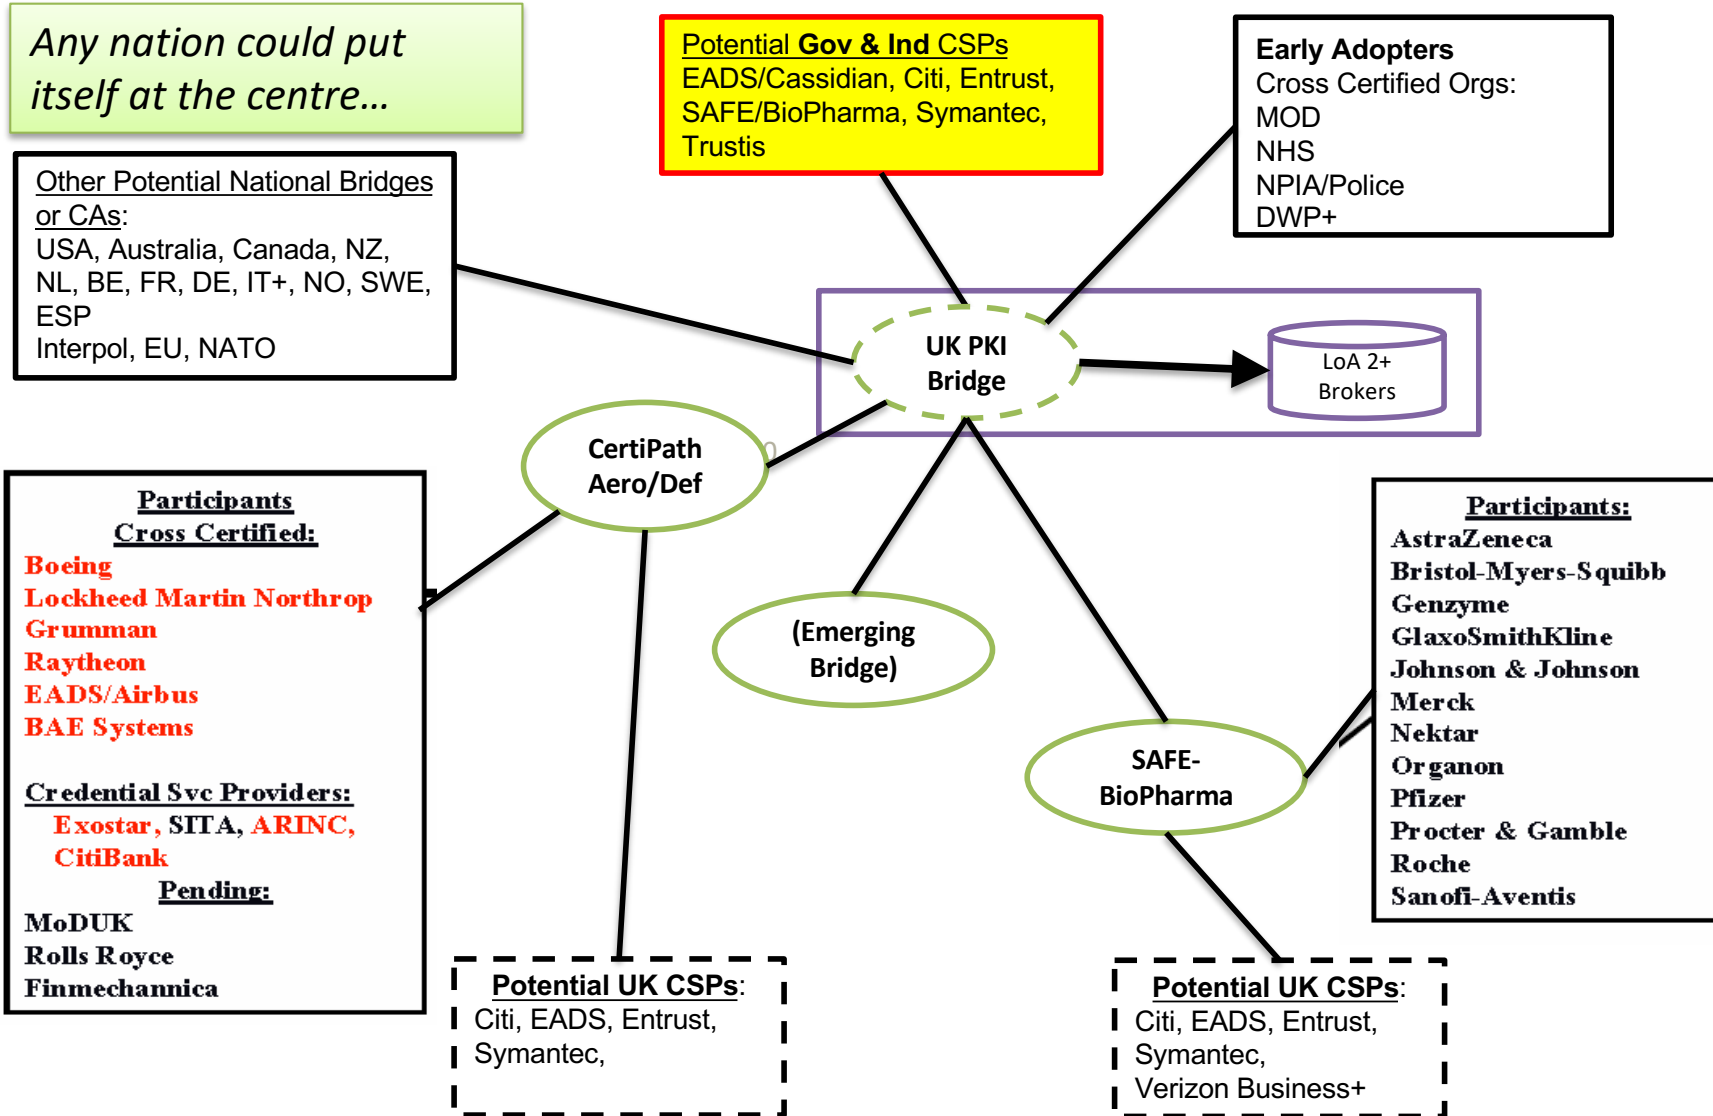 Any nation could put
itself at the centre...
Potential Gov & Ind CSPs
EADS/Cassidian, Citi, Entrust,
SAFE/BioPharma, Symantec,
Trustis
Early Adopters
Cross Certified Orgs:
MOD
NHS
NPIA/Police
DWP+
Other Potential National Bridges
or CAs:
USA, Australia, Canada, NZ,
NL, BE, FR, DE, IT+, NO, SWE,
ESP
Interpol, EU, NATO
UK PKI
Bridge
LoA 2+
Brokers
CertiPath
Aero/Def
Participants
Cross Certified:
Boeing
Lockheed Martin Northrop
Grumman
Raytheon
EADS/Airbus
BAE Systems
Credential Svc Providers:
Exostar, SITA, ARINC,
CitiBank
Pending:
MoDUK
Rolls Royce
Finmechannica
(Emerging
Bridge)
SAFE-
BioPharma
Participants:
AstraZeneca
Bristol-Myers-Squibb
Genzyme
GlaxoSmithKline
Johnson & Johnson
Merck
Nektar
Organon
Pfizer
Procter & Gamble
Roche
Sanofi-Aventis
Potential UK CSPs:
Citi, EADS, Entrust,
Symantec,
Potential UK CSPs:
Citi, EADS, Entrust,
Symantec,
Verizon Business+